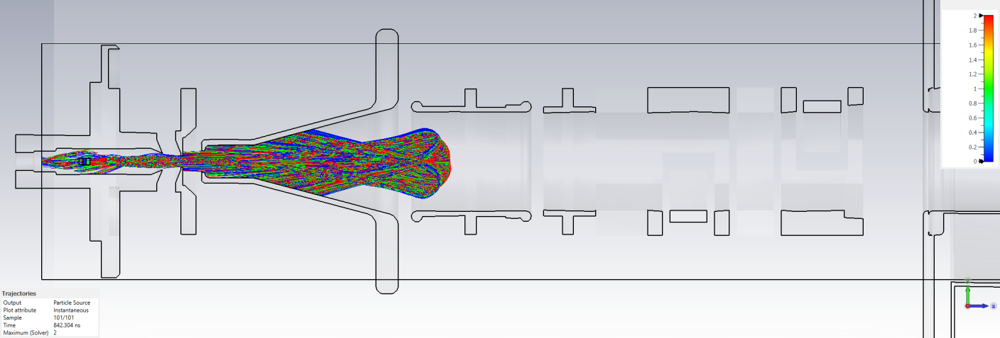 2
1.8
1.6
1.4
1.2
1
0.8
0.6
0.4
0.2
0
Trajectories
Output Particle Source
Plot attribute Instantaneous
Sample 101/101
Time 842.304 ns
Maximum (Solver) 2